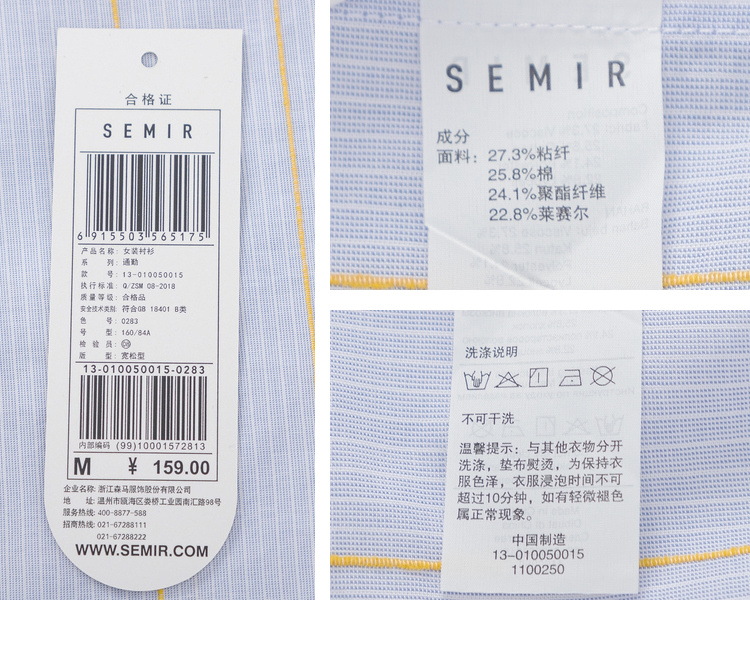 合格证
SEMIR
6 915503 565175
产品名称: 女装衬衫
系 列: 通勤
款 号: 13-010050015
执行标准: Q/ZSM 08-2018
质量等级: 合格品
安全技术类别: 符合GB 18401 B类
色 号: 0283
号 型: 160/84A
检 验 员:
版 型: 宽松型
13-010050015-0283
内部编码 (99)10001572813
M ¥ 159.00
企业名称: 浙江森马服饰股份有限公司
地 址: 温州市瓯海区娄桥工业园南汇路98号
服务热线: 400-8877-588
招商热线: 021-67288111
021-67288222
WWW.SEMIR.COM
SEMIR
成分
面料: 27.3%粘纤
25.8%棉
24.1%聚酯纤维
22.8%莱赛尔
洗涤说明
不可干洗
温馨提示: 与其他衣物分开
洗涤, 垫布熨烫, 为保持衣
服色泽, 衣服浸泡时间不可
超过10分钟, 如有轻微褪色
属正常现象。
中国制造
13-010050015
1100250